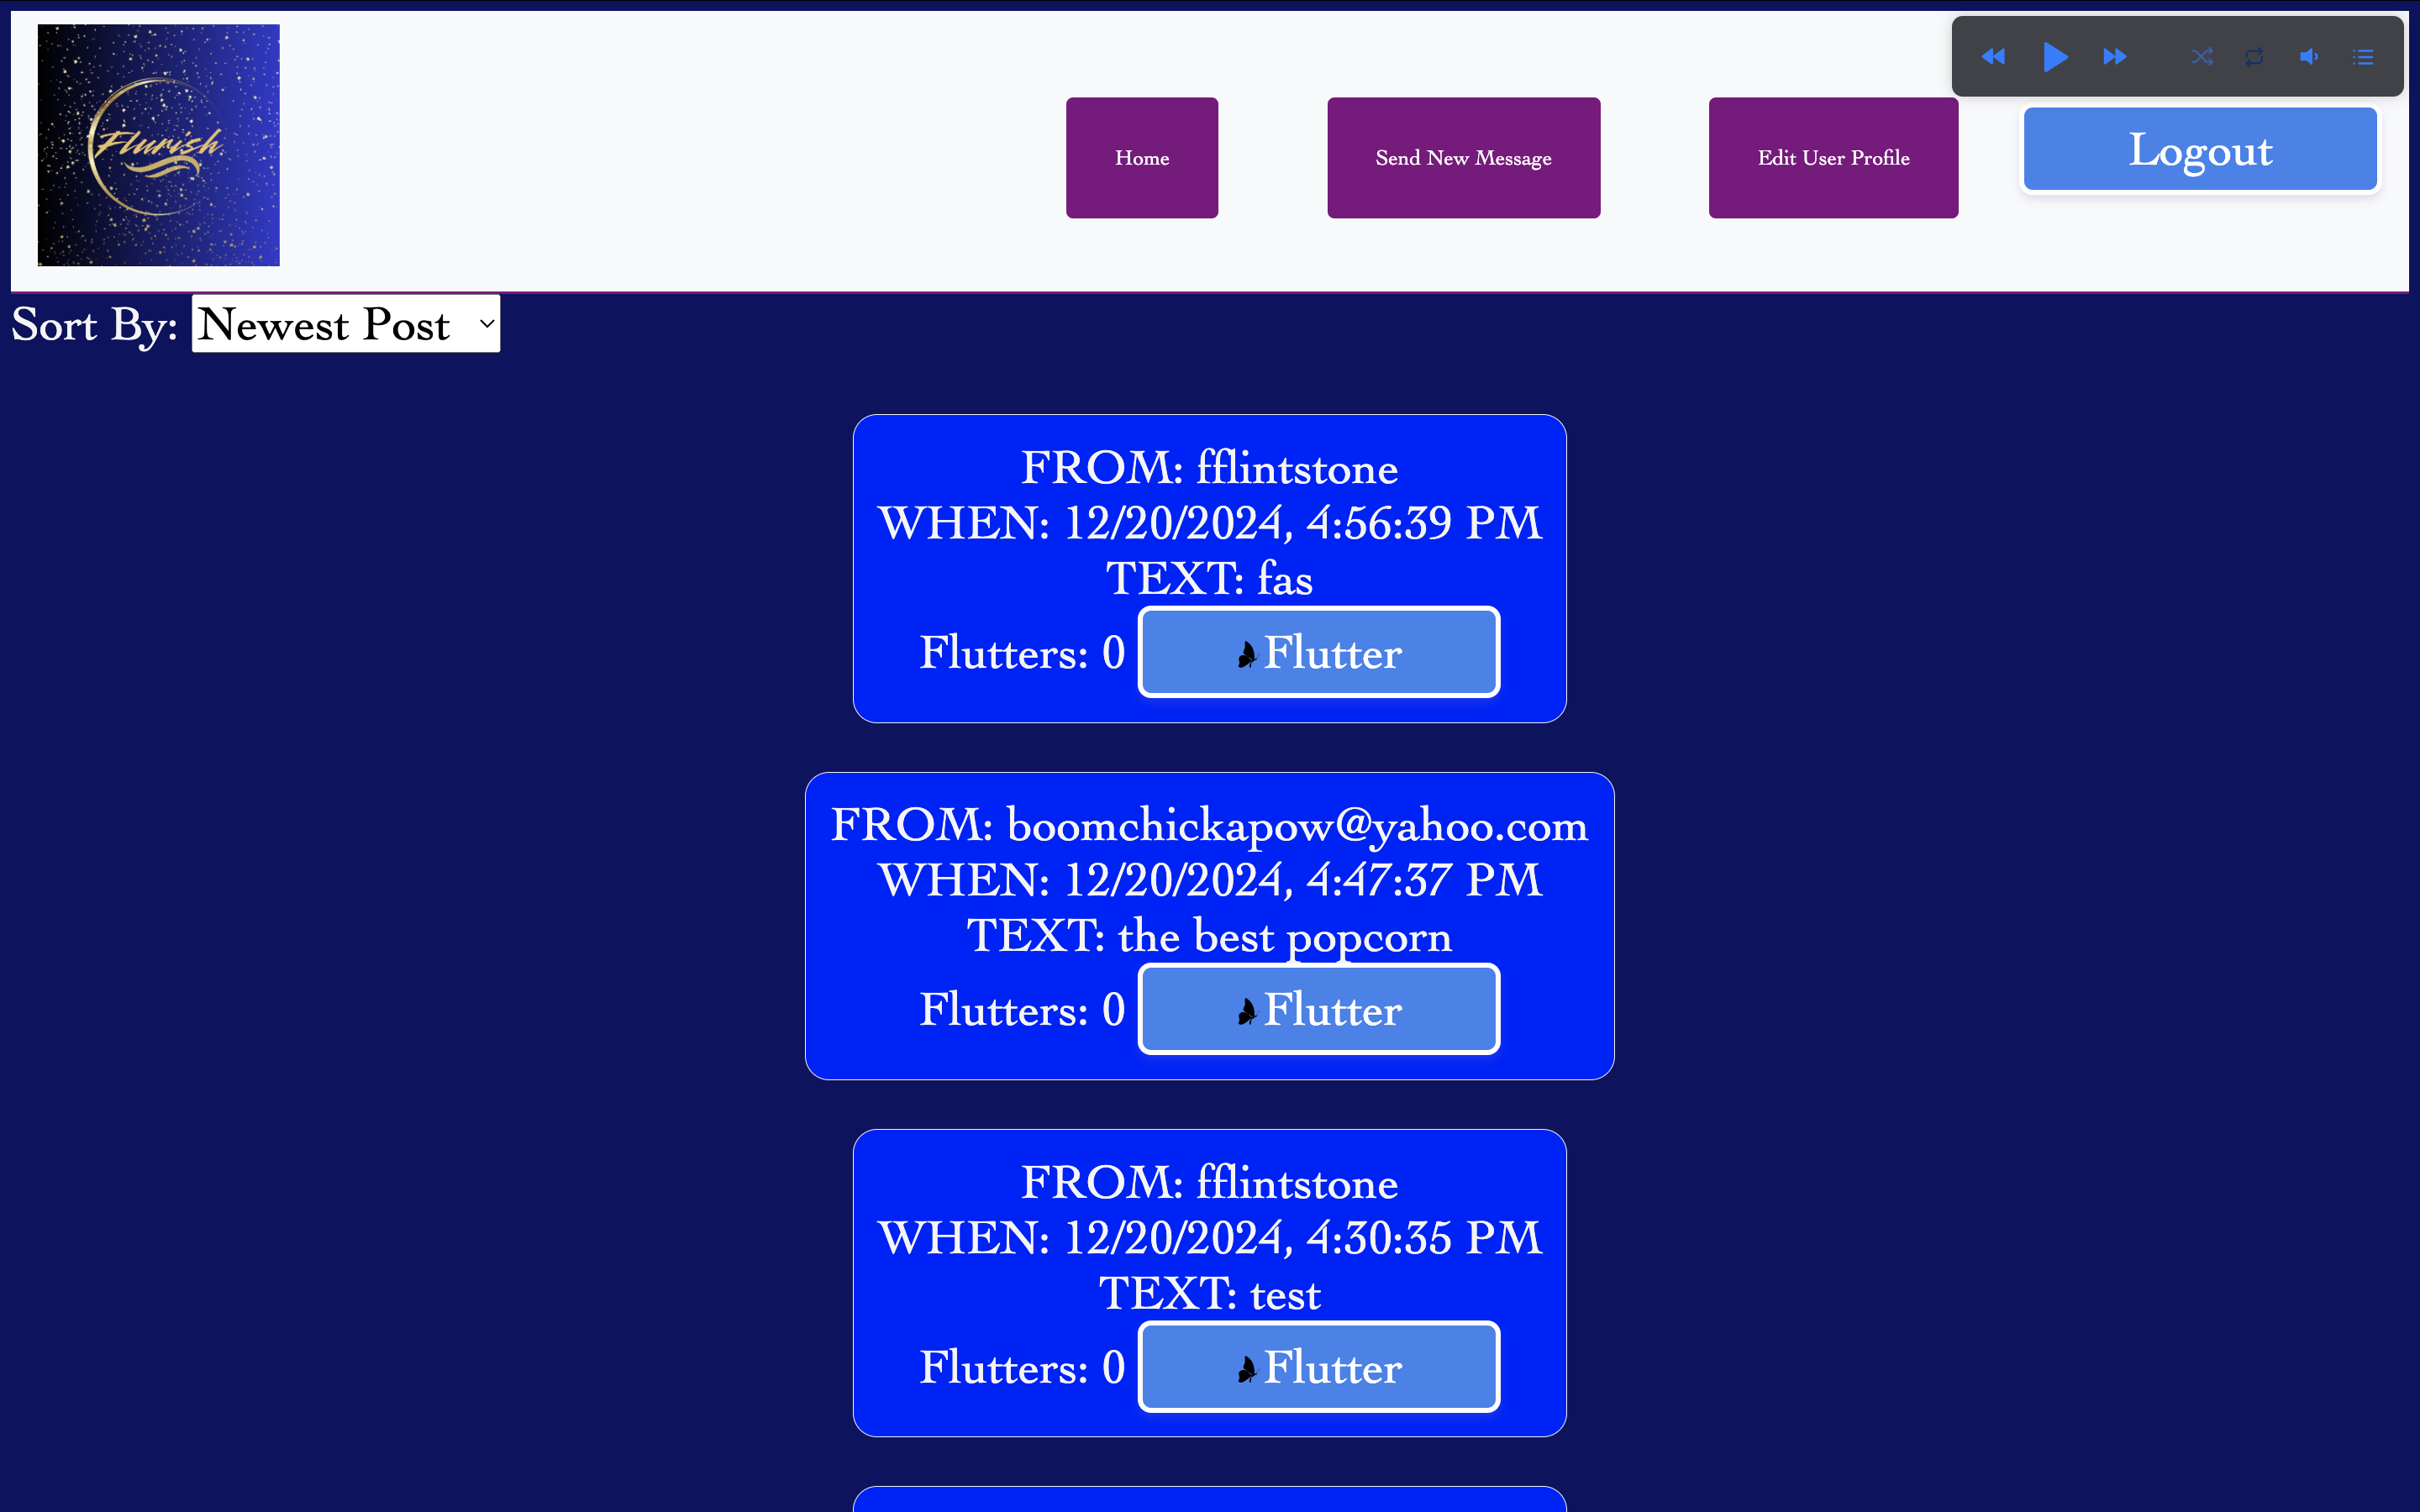 Flurish
Home
Send New Message
Edit User Profile
Logout
Sort By: Newest Post
FROM: fflintstone
WHEN: 12/20/2024, 4:56:39 PM
TEXT: fas
Flutters: 0 Flutter
FROM: boomchickapow@yahoo.com
WHEN: 12/20/2024, 4:47:37 PM
TEXT: the best popcorn
Flutters: 0 Flutter
FROM: fflintstone
WHEN: 12/20/2024, 4:30:35 PM
TEXT: test
Flutters: 0 Flutter